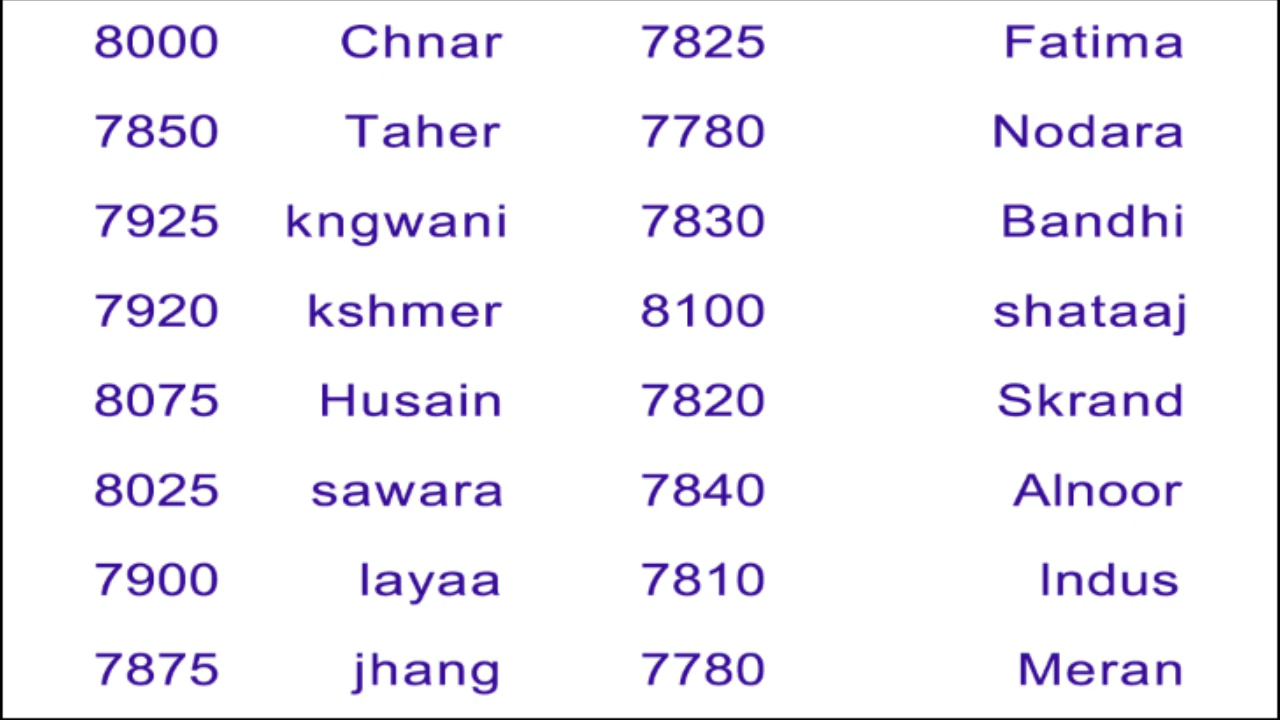 8000 Chnar 7825 Fatima
7850 Taher 7780 Nodara
7925 kngwani 7830 Bandhi
7920 kshmer 8100 shataaj
8075 Husain 7820 Skrand
8025 sawara 7840 Alnoor
7900 layaa 7810 Indus
7875 jhang 7780 Meran